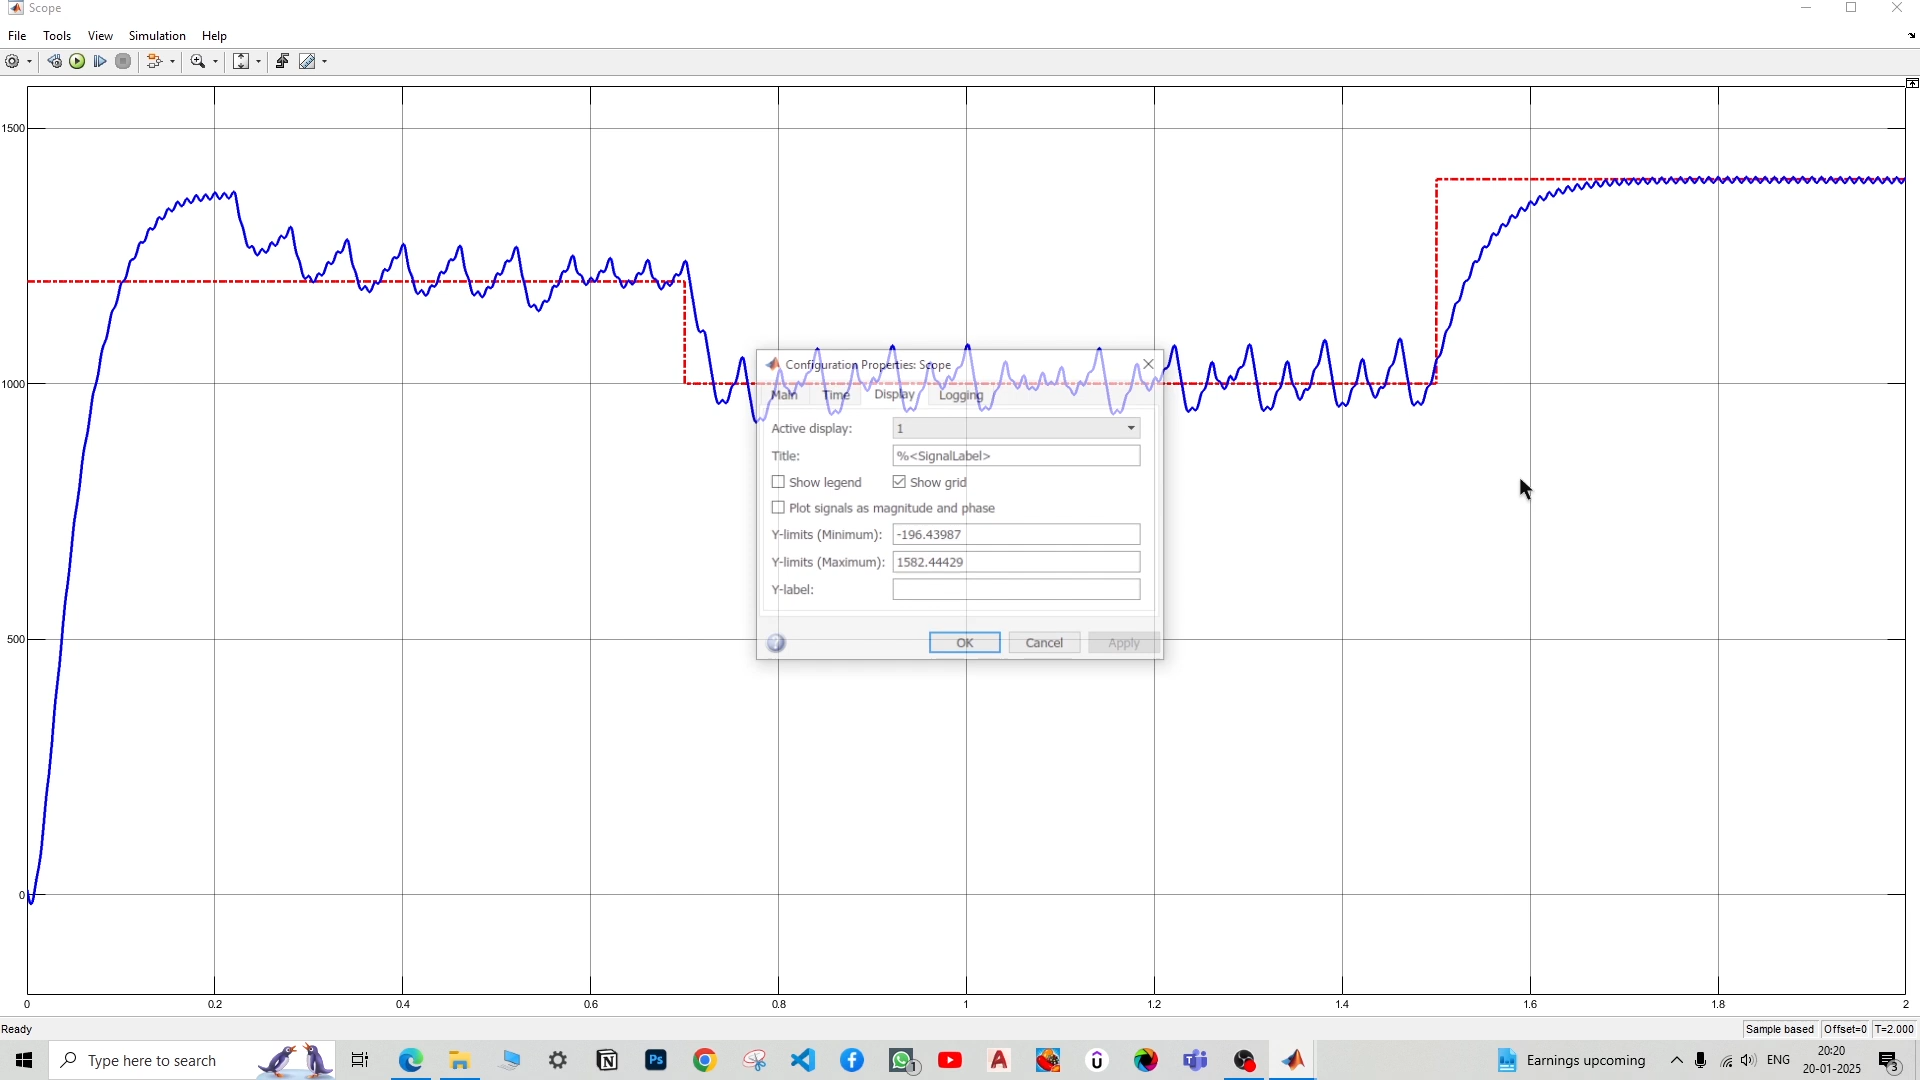 Scope
File Tools View Simulation Help
1500
1000
500
0
0 0.2 0.4 0.6 0.8 1 1.2 1.4 1.6 1.8 2
Configuration Properties: Scope
Main Time Display Logging
Active display: 1
Title: %<SignalLabel>
Show legend Show grid
Plot signals as magnitude and phase
Y-limits (Minimum): -196.43987
Y-limits (Maximum): 1582.44429
Y-label:
OK Cancel Apply
Ready Sample based Offset=0 T=2.000
Type here to search Earnings upcoming ENG 20:20
20-01-2025